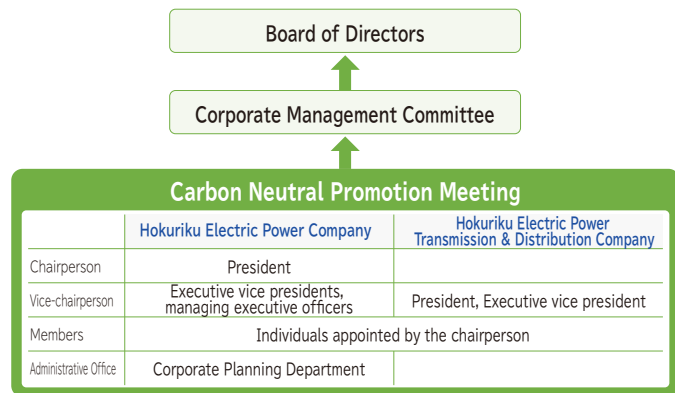 Board of Directors
Corporate Management Committee
Carbon Neutral Promotion Meeting
Hokuriku Electric Power Company
Hokuriku Electric Power
Transmission & Distribution Company
Chairperson
President
Vice-chairperson
Executive vice presidents,
managing executive officers
President, Executive vice president
Members
Individuals appointed by the chairperson
Administrative Office
Corporate Planning Department